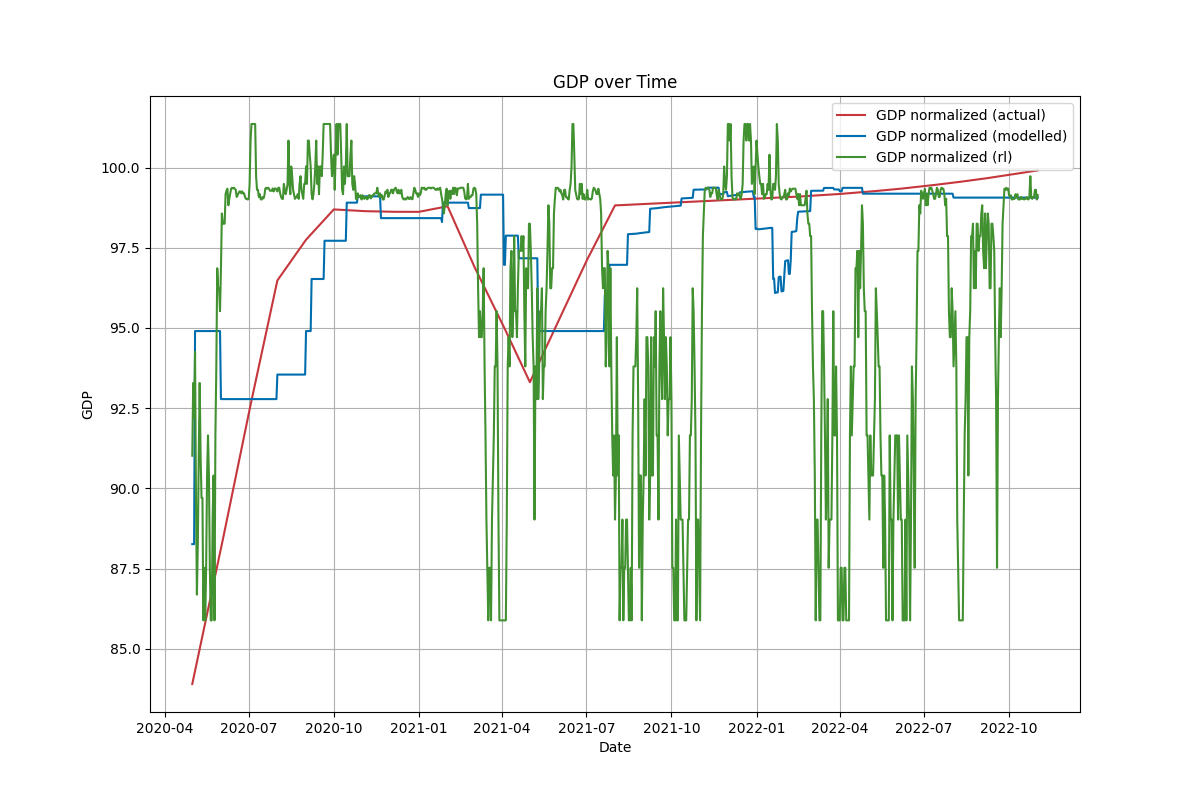 GDP over Time
GDP normalized (actual)
GDP normalized (modelled)
GDP normalized (rl)
GDP
100.0
97.5
95.0
92.5
90.0
87.5
85.0
2020-04 2020-07 2020-10 2021-01 2021-04 2021-07 2021-10 2022-01 2022-04 2022-07 2022-10
Date